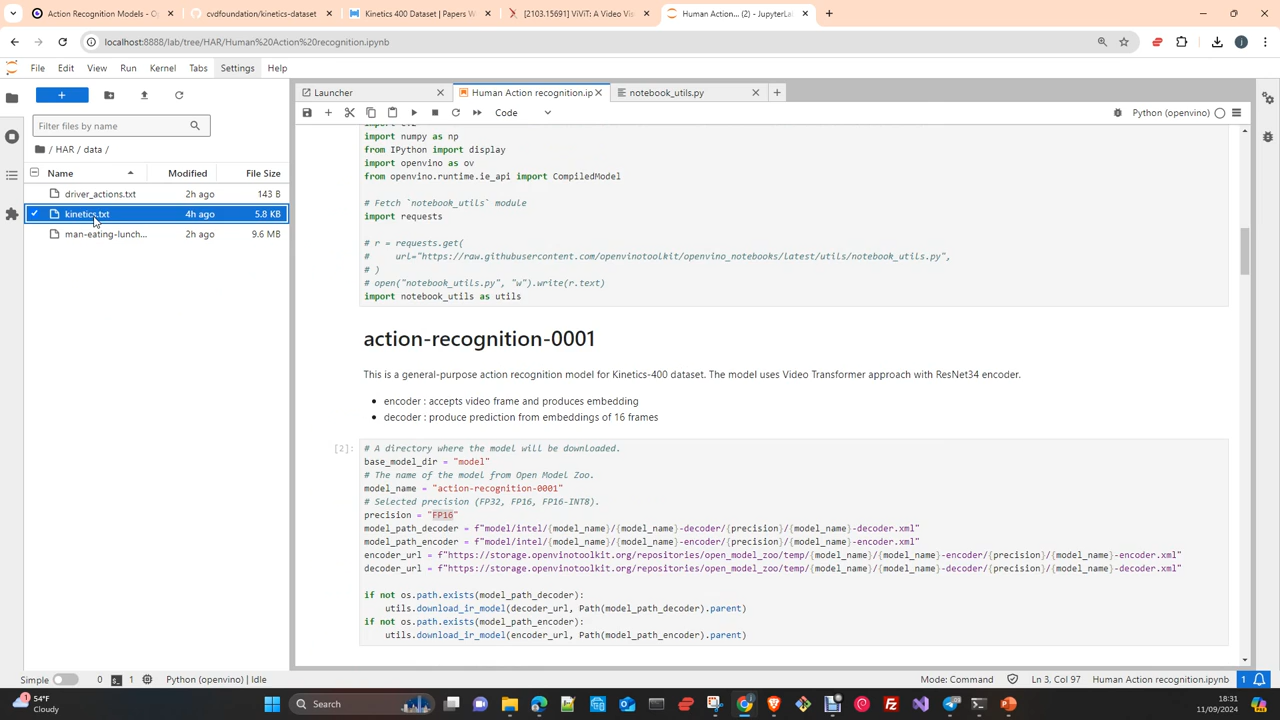 Action Recognition Models - O
cvdfoundation/kinetics-dataset
Kinetics 400 Dataset | Papers W
[2103.15691] ViViT: A Video Vis
Human Action... (2) - JupyterLa
localhost:8888/lab/tree/HAR/Human%20Action%20recognition.ipynb
File Edit View Run Kernel Tabs Settings Help
Launcher
Human Action recognition.ip
notebook_utils.py
Filter files by name
Code
Python (openvino)
/ HAR / data /
Name Modified File Size
driver_actions.txt 2h ago 143 B
kinetics.txt 4h ago 5.8 KB
man-eating-lunch... 2h ago 9.6 MB
import numpy as np
from IPython import display
import openvino as ov
from openvino.runtime.ie_api import CompiledModel
# Fetch `notebook_utils` module
import requests
# r = requests.get(
#     url="https://raw.githubusercontent.com/openvinotoolkit/openvino_notebooks/latest/utils/notebook_utils.py",
# )
# open("notebook_utils.py", "w").write(r.text)
import notebook_utils as utils
action-recognition-0001
This is a general-purpose action recognition model for Kinetics-400 dataset. The model uses Video Transformer approach with ResNet34 encoder.
• encoder : accepts video frame and produces embedding
• decoder : produce prediction from embeddings of 16 frames
[2]:
# A directory where the model will be downloaded.
base_model_dir = "model"
# The name of the model from Open Model Zoo.
model_name = "action-recognition-0001"
# Selected precision (FP32, FP16, FP16-INT8).
precision = "FP16"
model_path_decoder = f"model/intel/{model_name}/{model_name}-decoder/{precision}/{model_name}-decoder.xml"
model_path_encoder = f"model/intel/{model_name}/{model_name}-encoder/{precision}/{model_name}-encoder.xml"
encoder_url = f"https://storage.openvinotoolkit.org/repositories/open_model_zoo/temp/{model_name}/{model_name}-encoder/{precision}/{model_name}-encoder.xml"
decoder_url = f"https://storage.openvinotoolkit.org/repositories/open_model_zoo/temp/{model_name}/{model_name}-decoder/{precision}/{model_name}-decoder.xml"
if not os.path.exists(model_path_decoder):
    utils.download_ir_model(decoder_url, Path(model_path_decoder).parent)
if not os.path.exists(model_path_encoder):
    utils.download_ir_model(encoder_url, Path(model_path_encoder).parent)
Simple 0 1 Python (openvino) | Idle
Mode: Command Ln 3, Col 97 Human Action recognition.ipynb 1
54°F
Cloudy
Search
18:31
11/09/2024